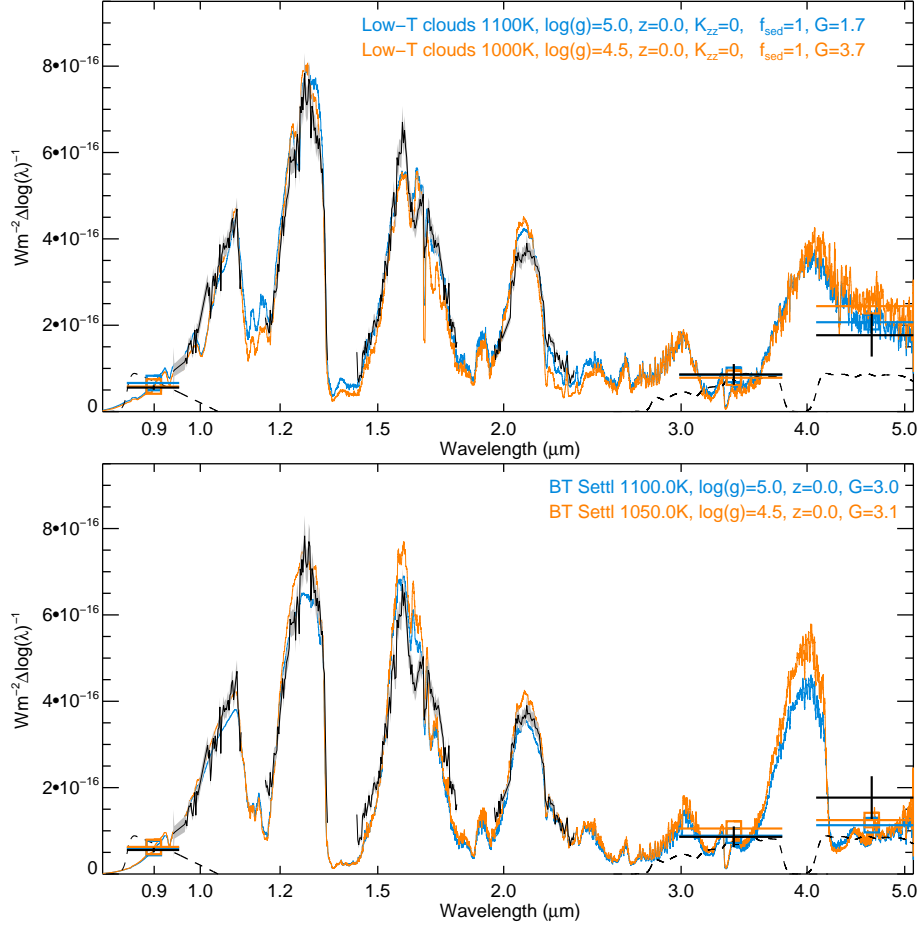 Low-T clouds 1100K, log(g)=5.0, z=0.0, K_zz=0, f_sed=1, G=1.7
Low-T clouds 1000K, log(g)=4.5, z=0.0, K_zz=0, f_sed=1, G=3.7
8•10⁻¹⁶
6•10⁻¹⁶
4•10⁻¹⁶
2•10⁻¹⁶
0
Wm⁻²Δlog(λ)⁻¹
0.9 1.0 1.2 1.5 2.0 3.0 4.0 5.0
Wavelength (μm)
BT Settl 1100.0K, log(g)=5.0, z=0.0, G=3.0
BT Settl 1050.0K, log(g)=4.5, z=0.0, G=3.1
8•10⁻¹⁶
6•10⁻¹⁶
4•10⁻¹⁶
2•10⁻¹⁶
0
Wm⁻²Δlog(λ)⁻¹
0.9 1.0 1.2 1.5 2.0 3.0 4.0 5.0
Wavelength (μm)